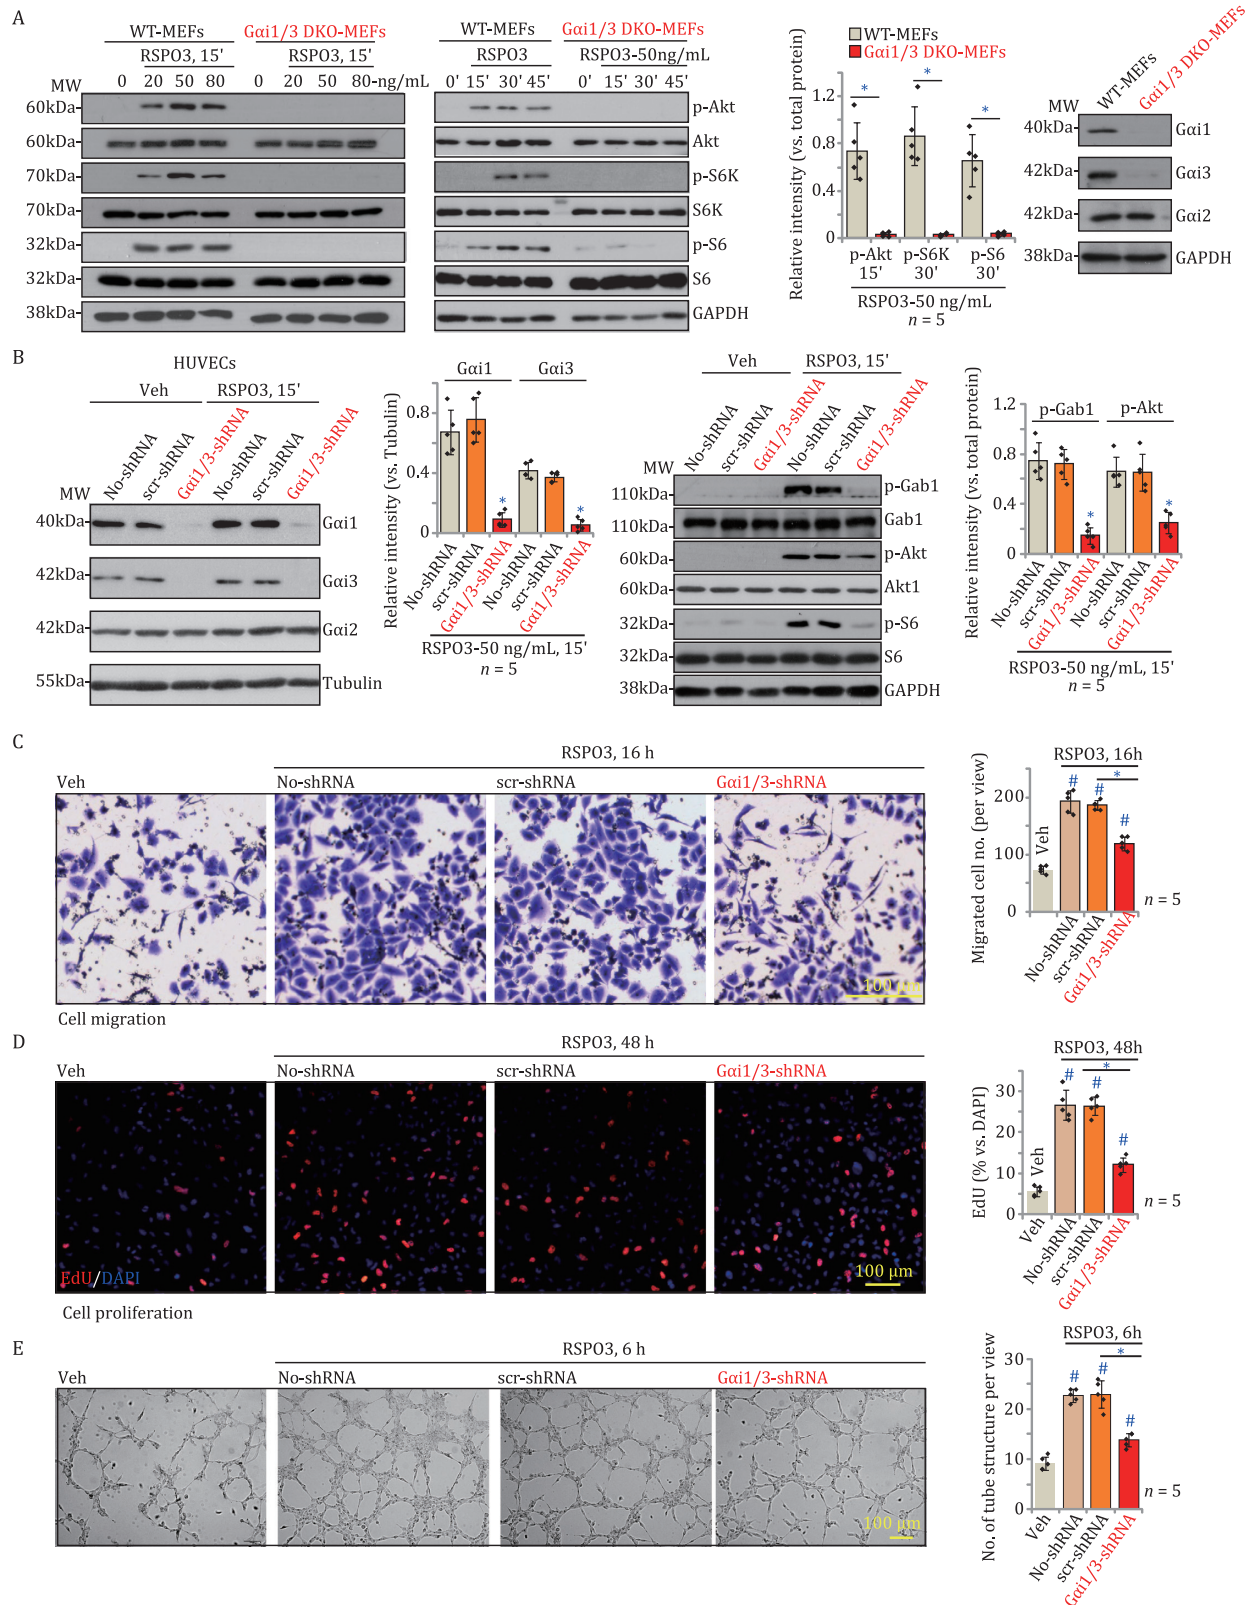 A
WT-MEFs
Gαi1/3 DKO-MEFs
RSPO3, 15'
RSPO3, 15'
MW
0 20 50 80
0 20 50 80-ng/mL
60kDa-
60kDa-
70kDa-
70kDa-
32kDa-
32kDa-
38kDa-
WT-MEFs
Gαi1/3 DKO-MEFs
RSPO3
RSPO3-50ng/mL
0' 15' 30' 45'
0' 15' 30' 45'
p-Akt
Akt
p-S6K
S6K
p-S6
S6
GAPDH
WT-MEFs
Gαi1/3 DKO-MEFs
Relative intensity (vs. total protein)
1.2
0.8
0.4
0
*
*
*
p-Akt
15'
p-S6K
30'
p-S6
30'
RSPO3-50 ng/mL
n = 5
MW
WT-MEFs
Gαi1/3 DKO-MEFs
40kDa-
Gαi1
42kDa-
Gαi3
42kDa-
Gαi2
38kDa-
GAPDH
B
HUVECs
Veh
RSPO3, 15'
MW
No-shRNA
scr-shRNA
Gαi1/3-shRNA
No-shRNA
scr-shRNA
Gαi1/3-shRNA
40kDa-
Gαi1
42kDa-
Gαi3
42kDa-
Gαi2
55kDa-
Tubulin
Relative intensity (vs. Tubulin)
Gαi1
Gαi3
0.8
0.4
0
*
*
No-shRNA
scr-shRNA
Gαi1/3-shRNA
No-shRNA
scr-shRNA
Gαi1/3-shRNA
RSPO3-50 ng/mL, 15'
n = 5
Veh
RSPO3, 15'
MW
No-shRNA
scr-shRNA
Gαi1/3-shRNA
No-shRNA
scr-shRNA
Gαi1/3-shRNA
110kDa-
p-Gab1
110kDa-
Gab1
60kDa-
p-Akt
60kDa-
Akt1
32kDa-
p-S6
32kDa-
S6
38kDa-
GAPDH
Relative intensity (vs. total protein)
1.2
0.8
0.4
0
p-Gab1
p-Akt
*
*
No-shRNA
scr-shRNA
Gαi1/3-shRNA
No-shRNA
scr-shRNA
Gαi1/3-shRNA
RSPO3-50 ng/mL, 15'
n = 5
C
RSPO3, 16 h
Veh
No-shRNA
scr-shRNA
Gαi1/3-shRNA
100 μm
Cell migration
Migrated cell no. (per view)
RSPO3, 16h
200
100
0
Veh
#
#
*
#
No-shRNA
scr-shRNA
Gαi1/3-shRNA
n = 5
D
RSPO3, 48 h
Veh
No-shRNA
scr-shRNA
Gαi1/3-shRNA
EdU/DAPI
100 μm
Cell proliferation
EdU (% vs. DAPI)
RSPO3, 48h
30
20
10
0
Veh
#
#
*
#
Veh
No-shRNA
scr-shRNA
Gαi1/3-shRNA
n = 5
E
RSPO3, 6 h
Veh
No-shRNA
scr-shRNA
Gαi1/3-shRNA
100 μm
No. of tube structure per view
RSPO3, 6h
30
20
10
0
#
#
*
#
Veh
No-shRNA
scr-shRNA
Gαi1/3-shRNA
n = 5